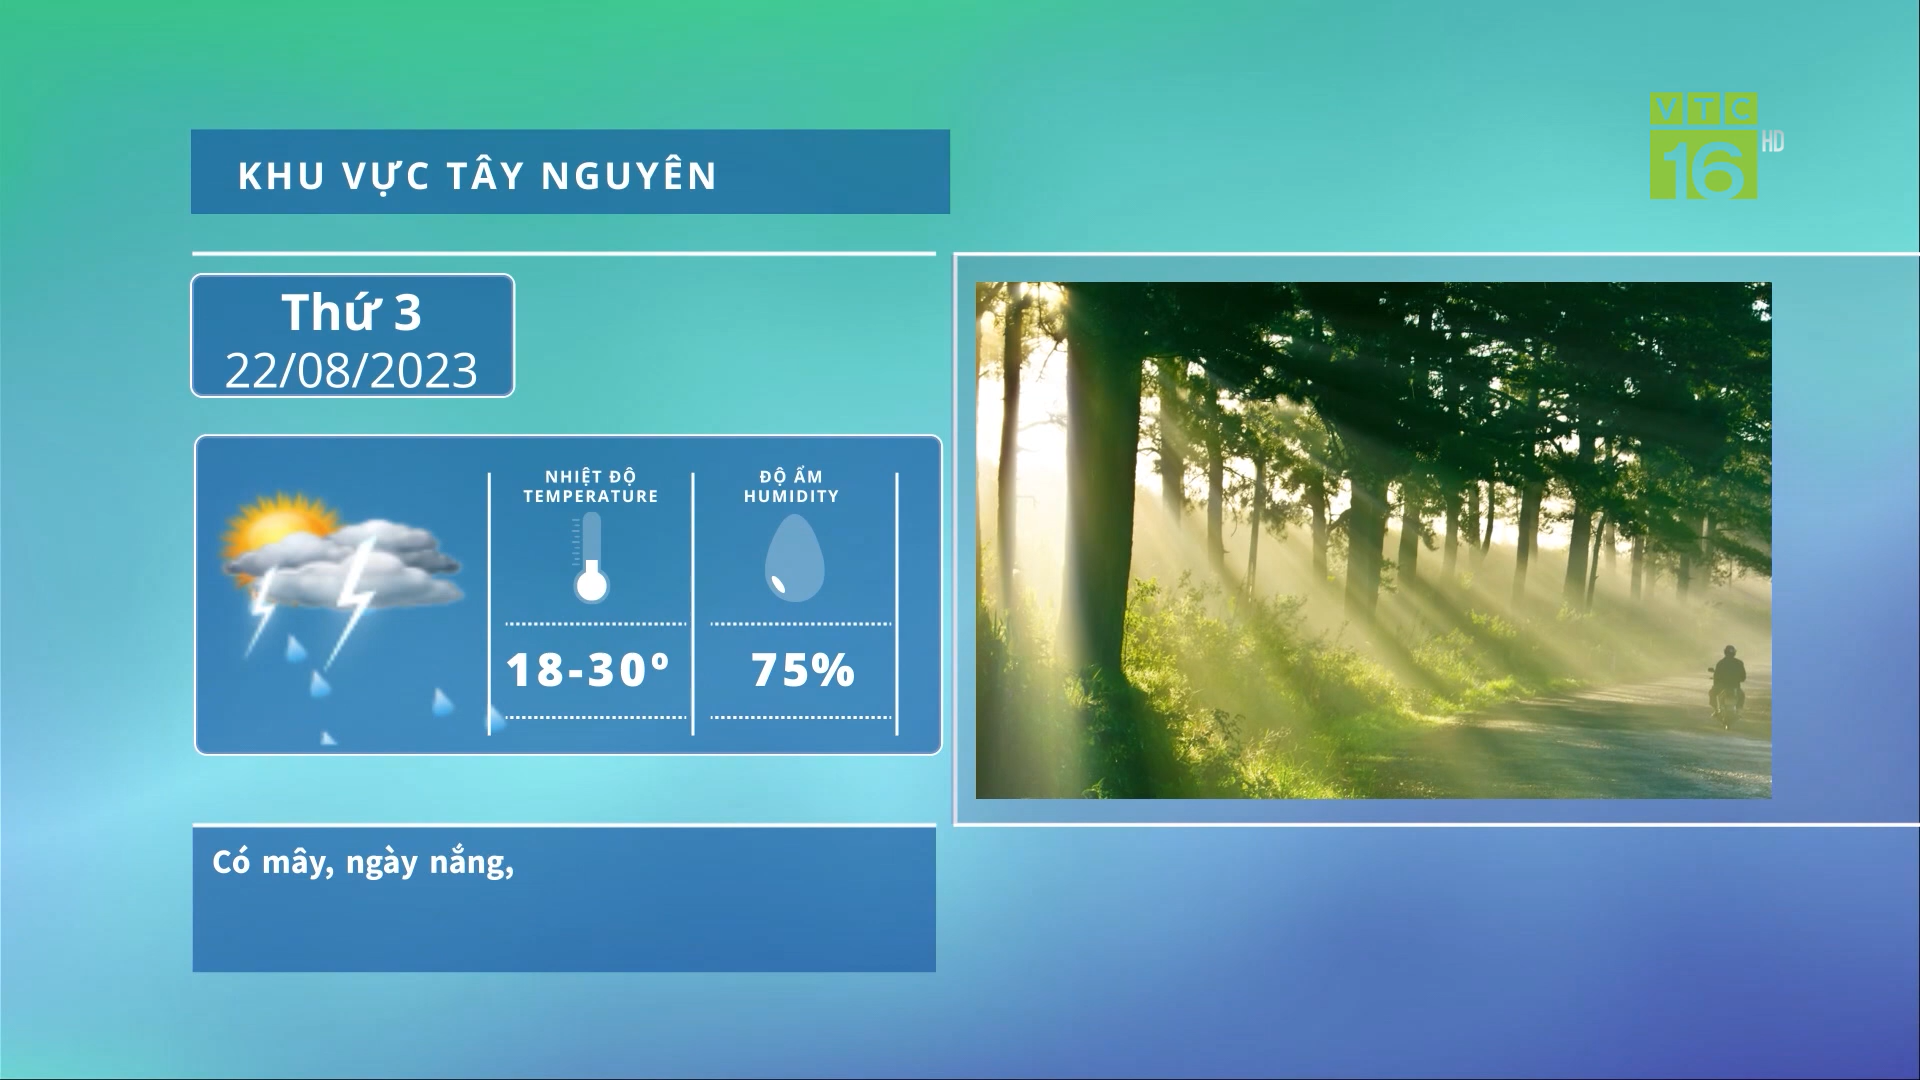 VTC
16 HD
KHU VỰC TÂY NGUYÊN
Thứ 3
22/08/2023
NHIỆT ĐỘ
TEMPERATURE
18-30º
ĐỘ ẨM
HUMIDITY
75%
Có mây, ngày nắng,